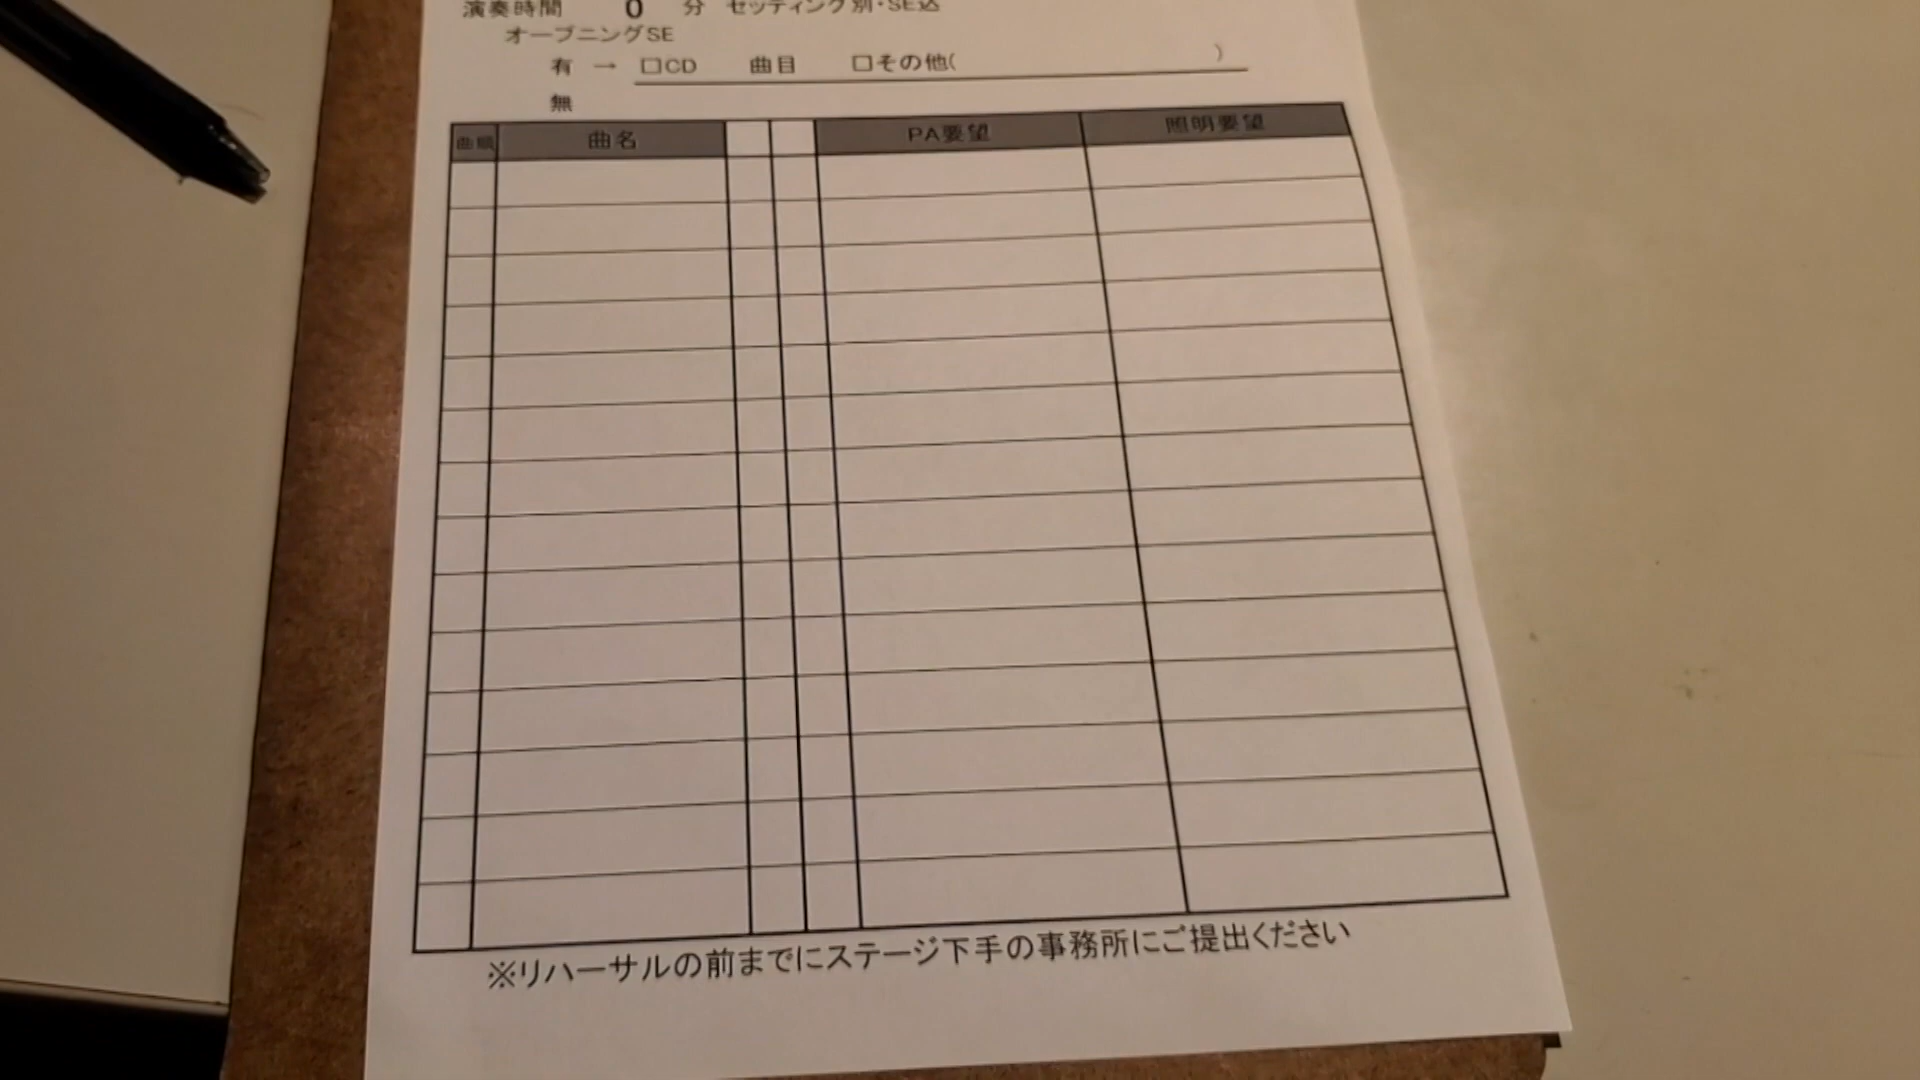 演奏時間 0 分 セッティング別・SE込
オープニングSE
有 → □CD 曲目 □その他( )
無
曲順 曲名 PA要望 照明要望
※リハーサルの前までにステージ下手の事務所にご提出ください